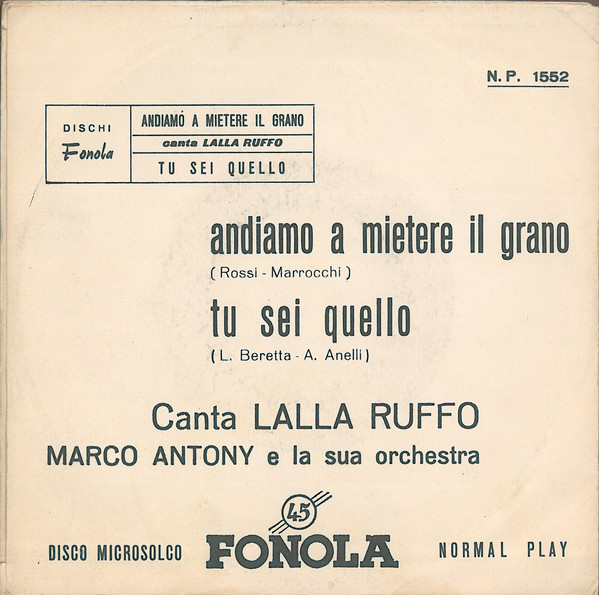 N.P. 1552
DISCHI
Fonola
ANDIAMO A MIETERE IL GRANO
canta LALLA RUFFO
TU SEI QUELLO
andiamo a mietere il grano
( Rossi - Marrocchi )
tu sei quello
( L. Beretta - A. Anelli )
Canta LALLA RUFFO
MARCO ANTONY e la sua orchestra
45
DISCO MICROSOLCO FONOLA NORMAL PLAY